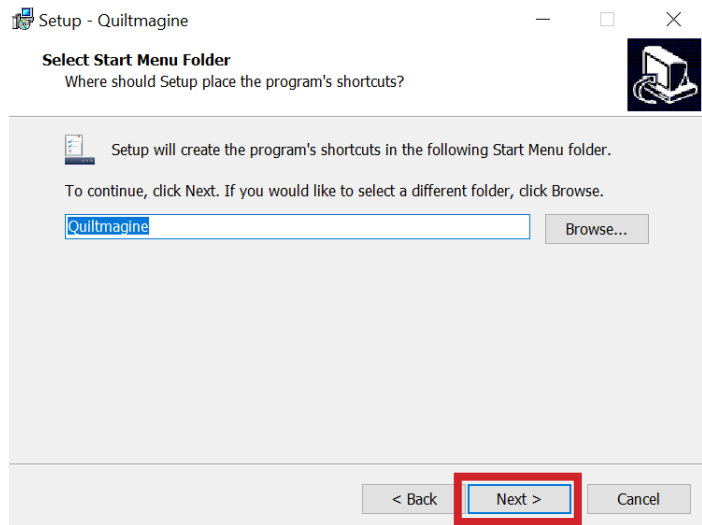 Setup - Quiltmagine
Select Start Menu Folder
Where should Setup place the program's shortcuts?
Setup will create the program's shortcuts in the following Start Menu folder.
To continue, click Next. If you would like to select a different folder, click Browse.
Quiltmagine
Browse...
< Back
Next >
Cancel